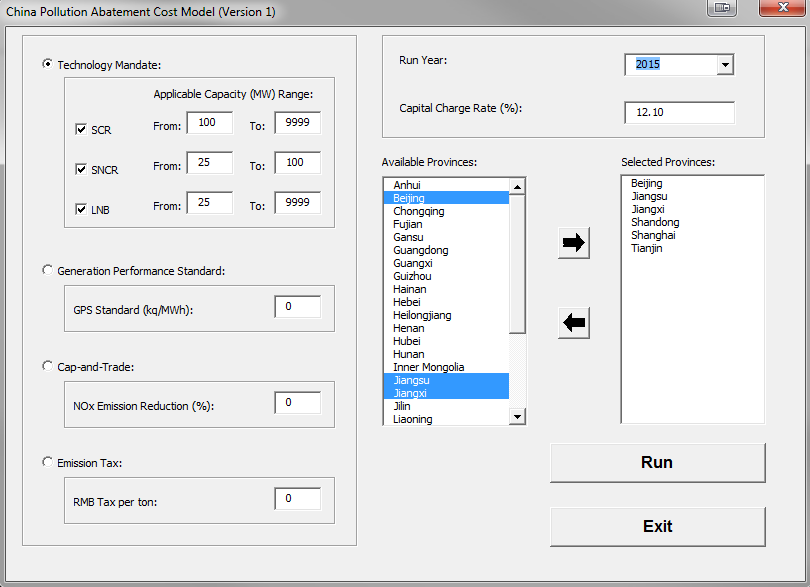 China Pollution Abatement Cost Model (Version 1)
Technology Mandate:
Applicable Capacity (MW) Range:
SCR From: 100 To: 9999
SNCR From: 25 To: 100
LNB From: 25 To: 9999
Generation Performance Standard:
GPS Standard (kq/MWh): 0
Cap-and-Trade:
NOx Emission Reduction (%): 0
Emission Tax:
RMB Tax per ton: 0
Run Year: 2015
Capital Charge Rate (%): 12.10
Available Provinces:
Anhui
Beijing
Chongqing
Fujian
Gansu
Guangdong
Guangxi
Guizhou
Hainan
Hebei
Heilongjiang
Henan
Hubei
Hunan
Inner Mongolia
Jiangsu
Jiangxi
Jilin
Liaoning
Selected Provinces:
Beijing
Jiangsu
Jiangxi
Shandong
Shanghai
Tianjin
Run
Exit